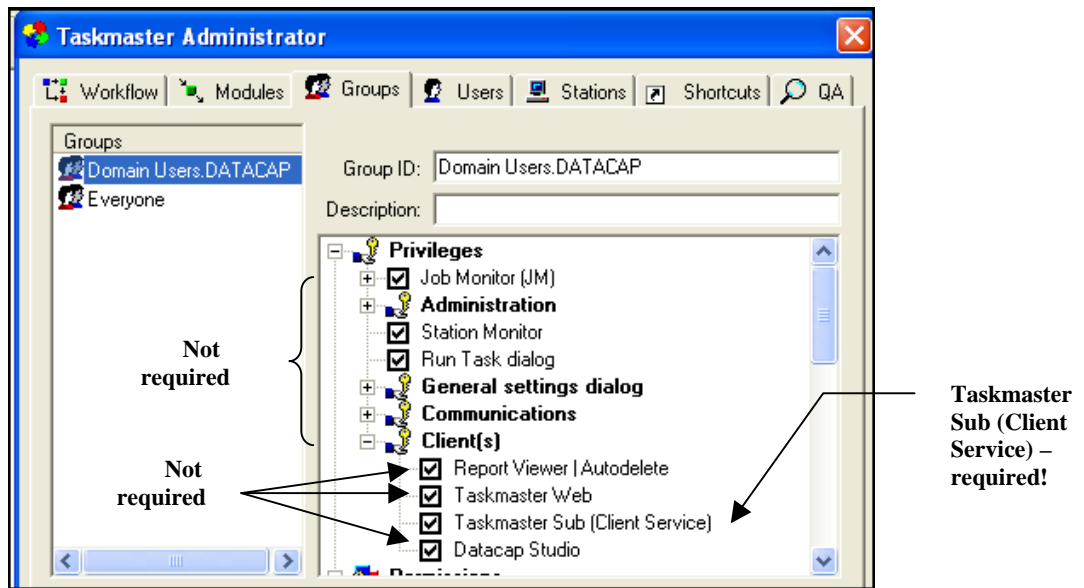 Taskmaster Administrator
Workflow Modules Groups Users Stations Shortcuts QA
Groups
Domain Users.DATACAP
Everyone
Group ID: Domain Users.DATACAP
Description:
Privileges
Job Monitor (JM)
Administration
Station Monitor
Run Task dialog
General settings dialog
Communications
Client(s)
Report Viewer | Autodelete
Taskmaster Web
Taskmaster Sub (Client Service)
Datacap Studio
Permissions
Not
required
Not
required
Taskmaster
Sub (Client
Service) –
required!